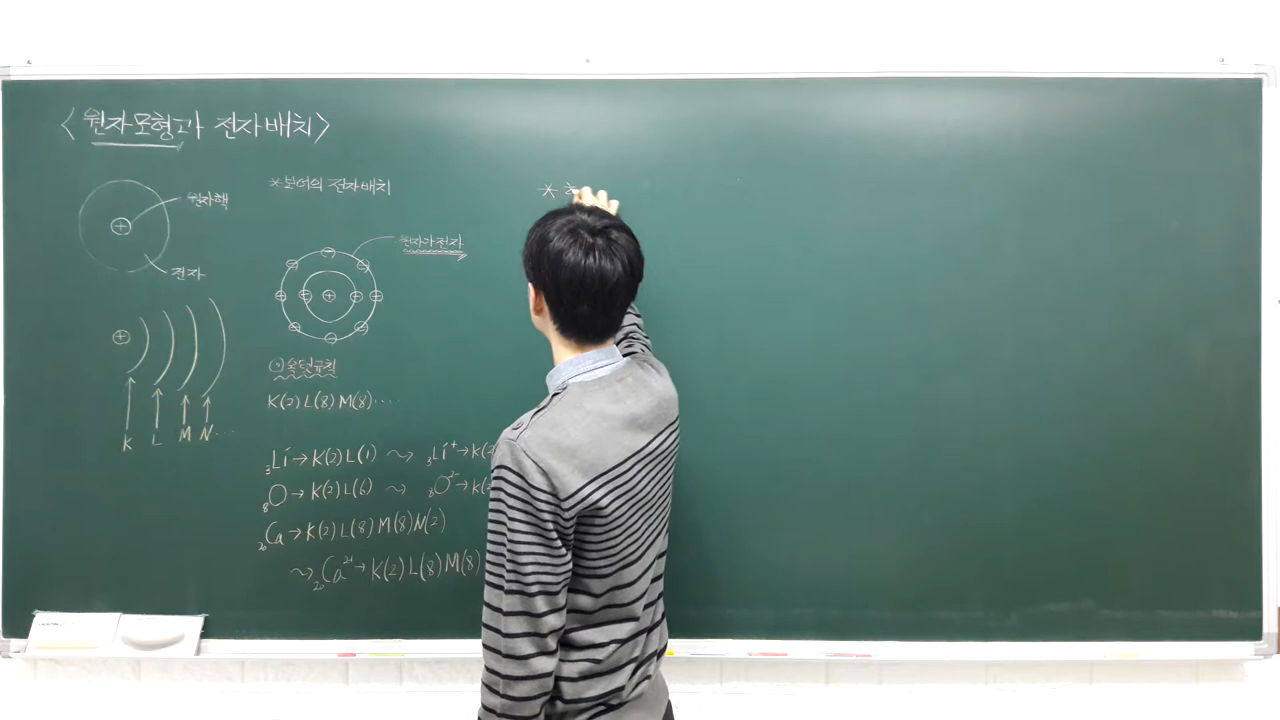 <원자모형과 전자배치>
원자핵
전자
K L M N ...
*보어의 전자배치
원자가 전자
옥텟규칙
K(2) L(8) M(8) ....
₃Li → K(2) L(1) ⇝ ₃Li⁺ → K(2
₈O → K(2) L(6) ⇝ ₈O²⁻ → K(2
₂₀Ca → K(2) L(8) M(8) N(2)
⇝ ₂₀Ca²⁺ → K(2) L(8) M(8)
*